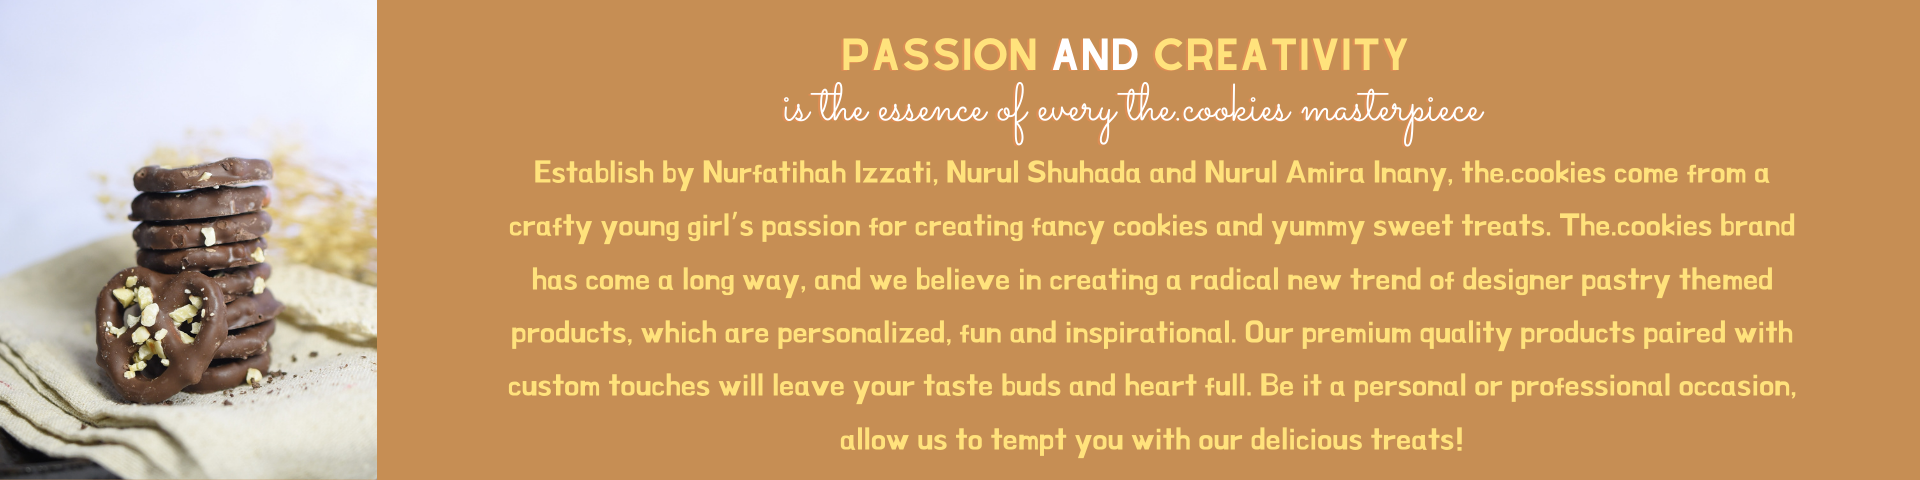 PASSION AND CREATIVITY
is the essence of every the.cookies masterpiece
Establish by Nurfatihah Izzati, Nurul Shuhada and Nurul Amira Inany, the.cookies come from a
crafty young girl's passion for creating fancy cookies and yummy sweet treats. The.cookies brand
has come a long way, and we believe in creating a radical new trend of designer pastry themed
products, which are personalized, fun and inspirational. Our premium quality products paired with
custom touches will leave your taste buds and heart full. Be it a personal or professional occasion,
allow us to tempt you with our delicious treats!